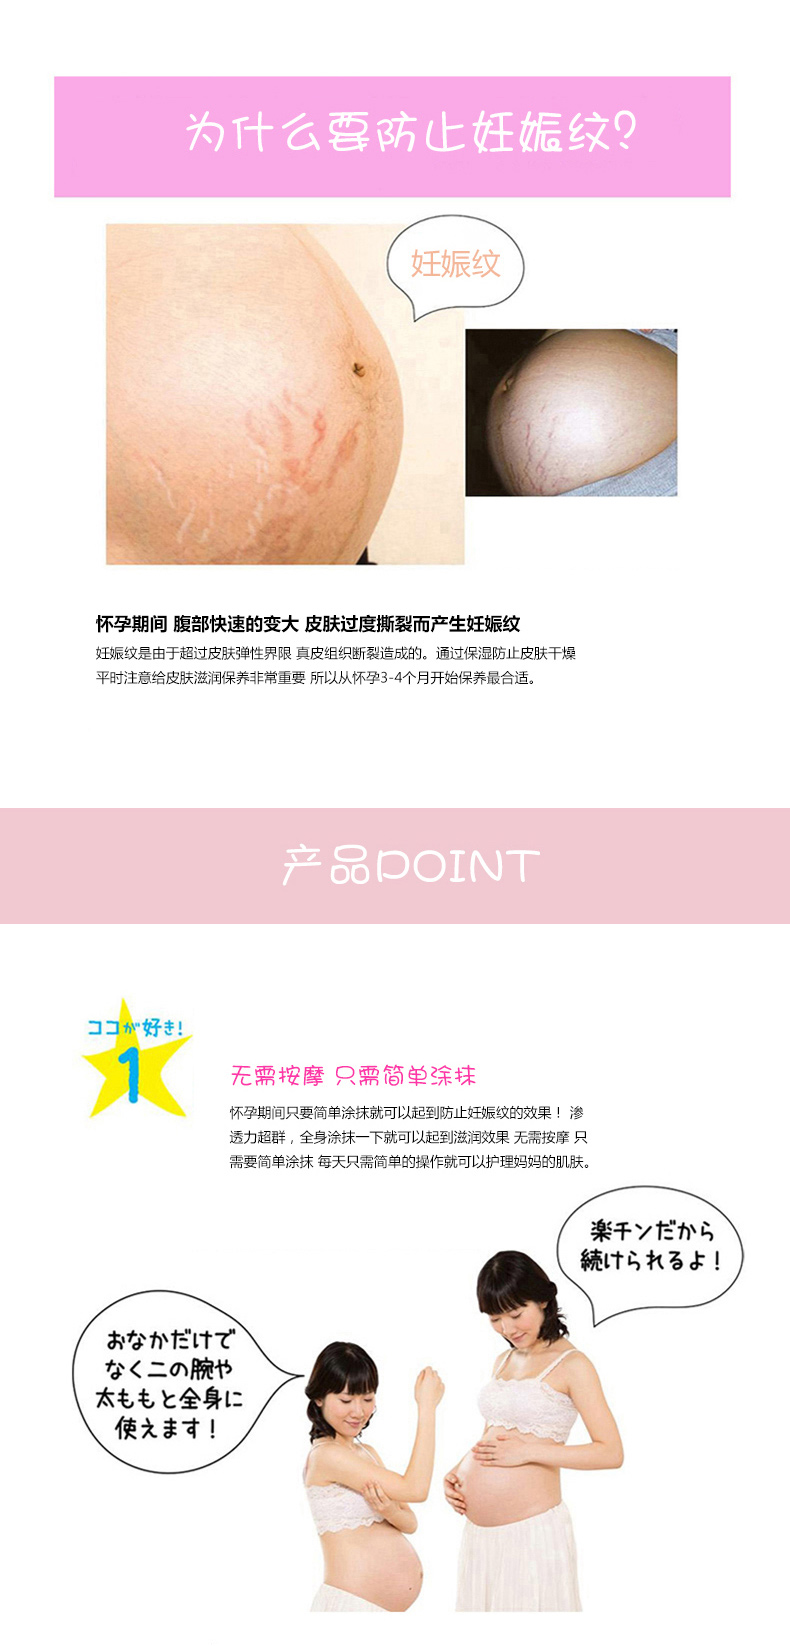 为什么要防止妊娠纹?
妊娠纹
怀孕期间 腹部快速的变大 皮肤过度撕裂而产生妊娠纹
妊娠纹是由于超过皮肤弹性界限 真皮组织断裂造成的。通过保湿防止皮肤干燥
平时注意给皮肤滋润保养非常重要 所以从怀孕3-4个月开始保养最合适。
产品POINT
ココが好き!
1
无需按摩 只需简单涂抹
怀孕期间只要简单涂抹就可以起到防止妊娠纹的效果！ 渗
透力超群，全身涂抹一下就可以起到滋润效果 无需按摩 只
需要简单涂抹 每天只需简单的操作就可以护理妈妈的肌肤。
楽チンだから
続けられるよ！
おなかだけで
なく二の腕や
太ももと全身に
使えます！